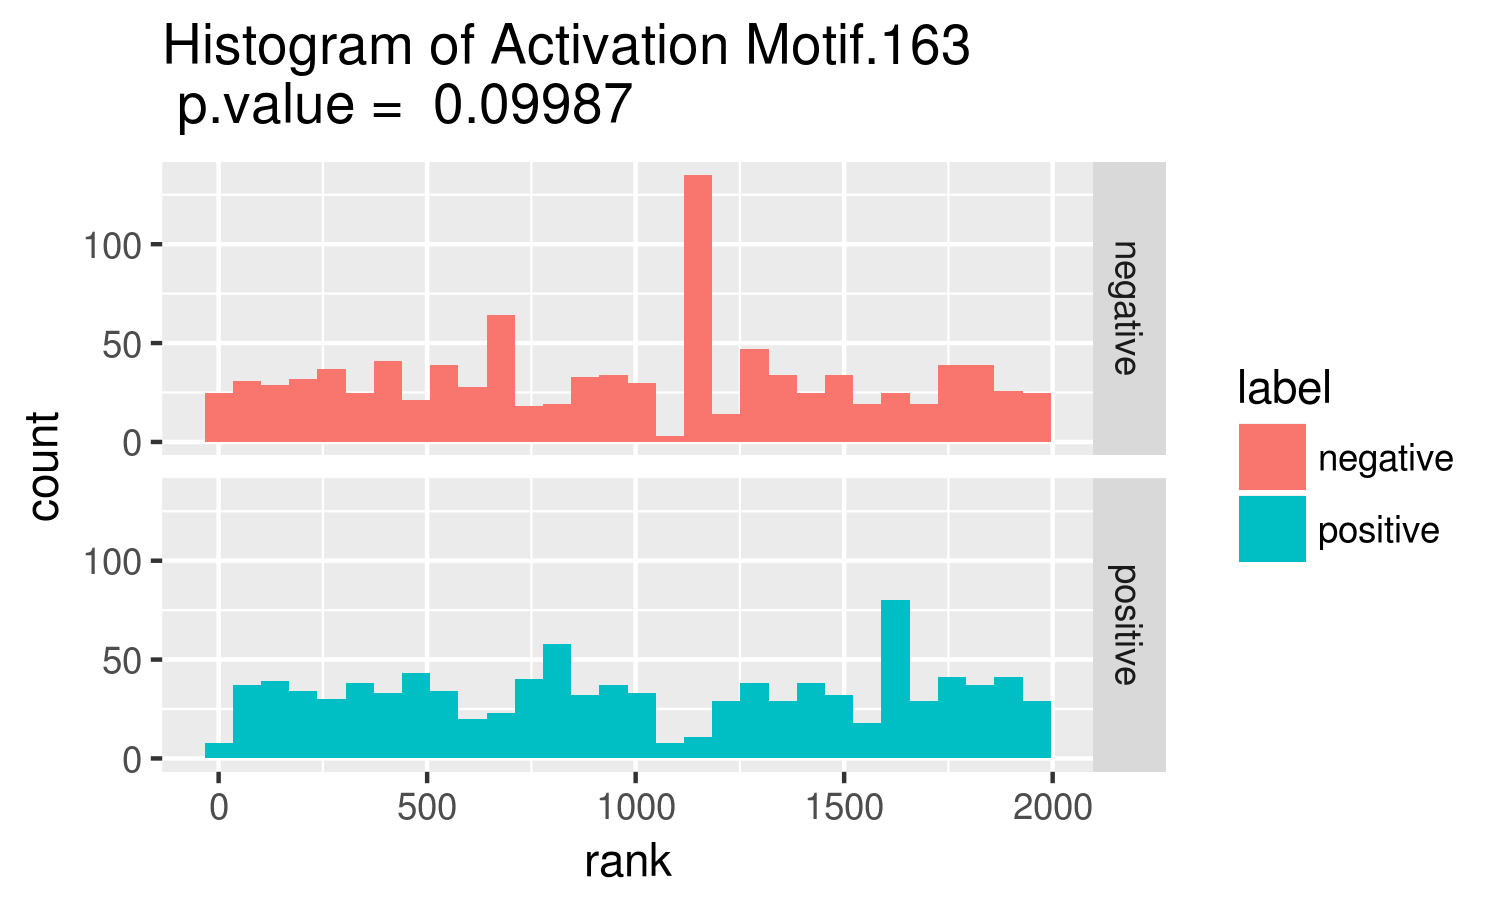 Histogram of Activation Motif.163
p.value = 0.09987
count
100
50
0
negative
100
50
0
positive
0 500 1000 1500 2000
rank
label
negative
positive